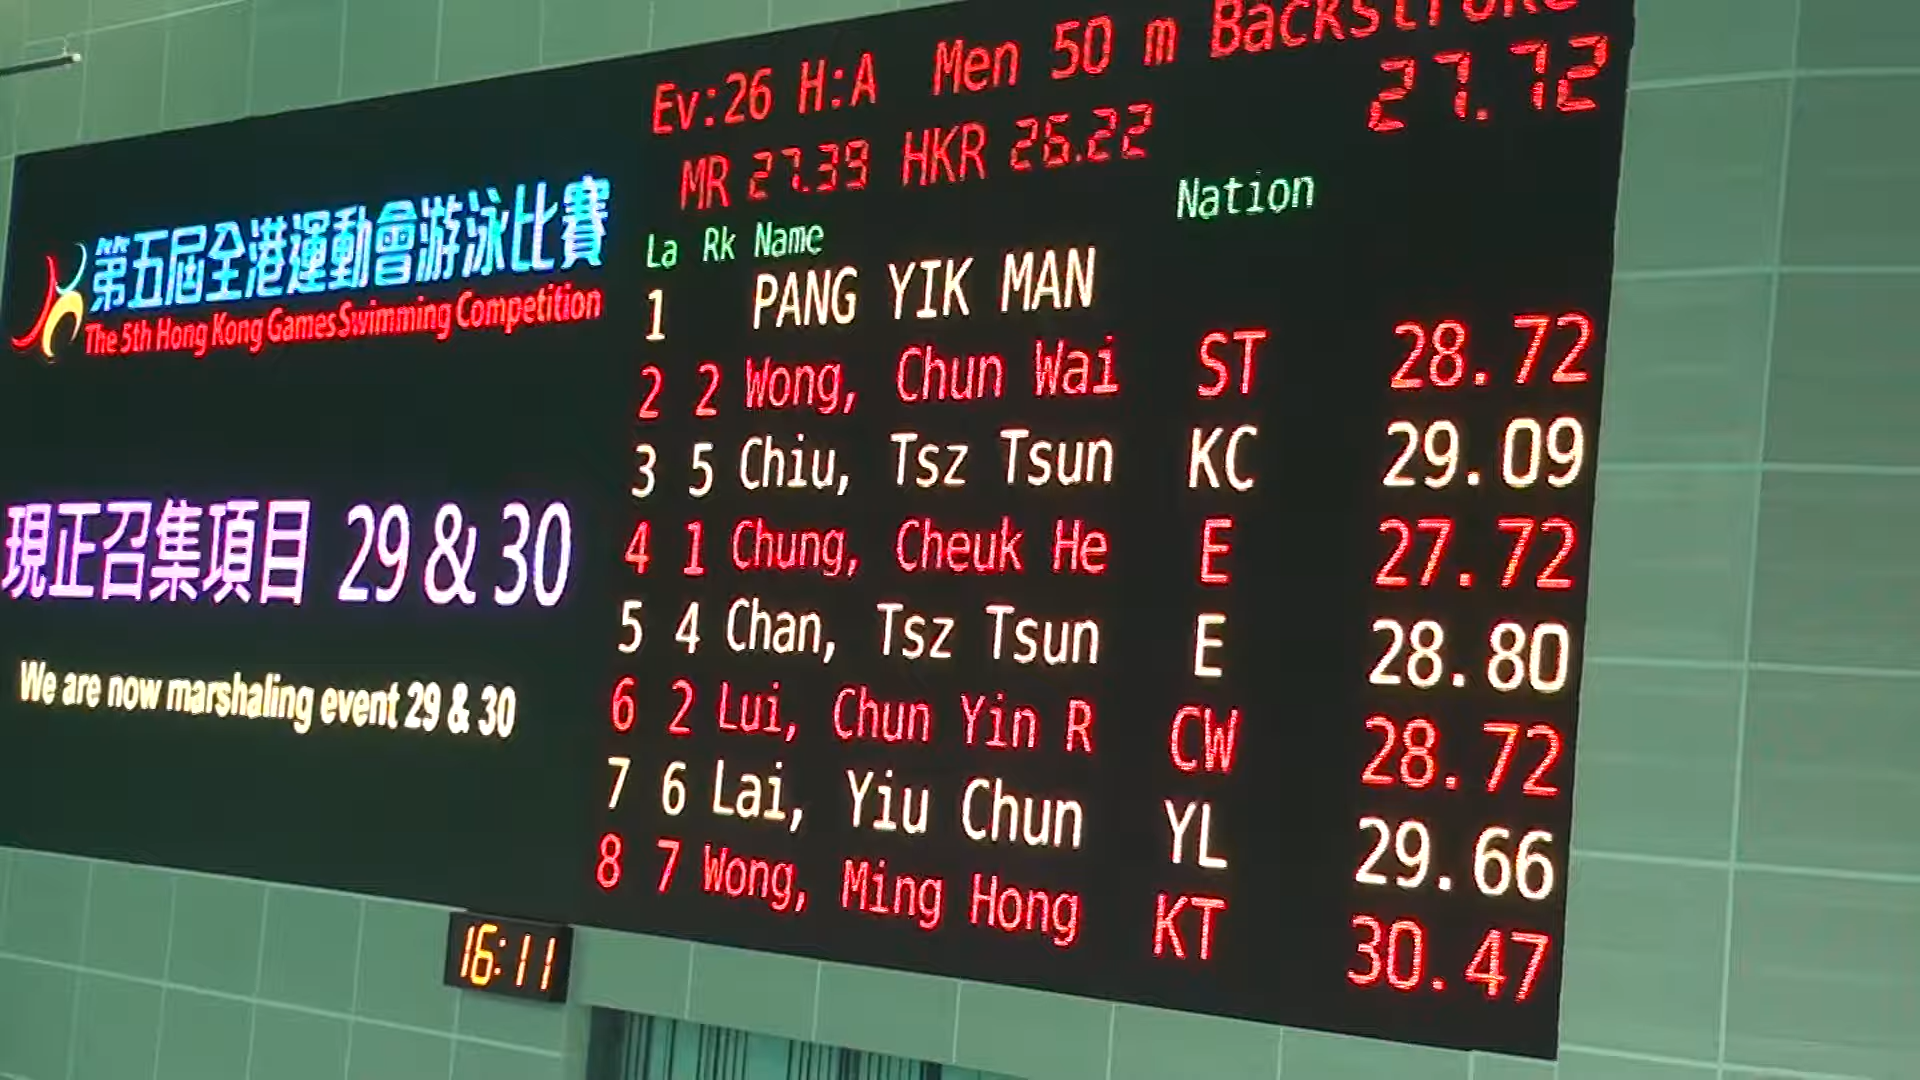 第五屆全港運動會游泳比賽
The 5th Hong Kong Games Swimming Competition
現正召集項目 29 & 30
We are now marshaling event 29 & 30
Ev:26 H:A Men 50 m Backstroke
MR 27.39 HKR 26.22 27.72
La Rk Name Nation
1 PANG YIK MAN
2 2 Wong, Chun Wai ST 28.72
3 5 Chiu, Tsz Tsun KC 29.09
4 1 Chung, Cheuk He E 27.72
5 4 Chan, Tsz Tsun E 28.80
6 2 Lui, Chun Yin R CW 28.72
7 6 Lai, Yiu Chun YL 29.66
8 7 Wong, Ming Hong KT 30.47
16:11